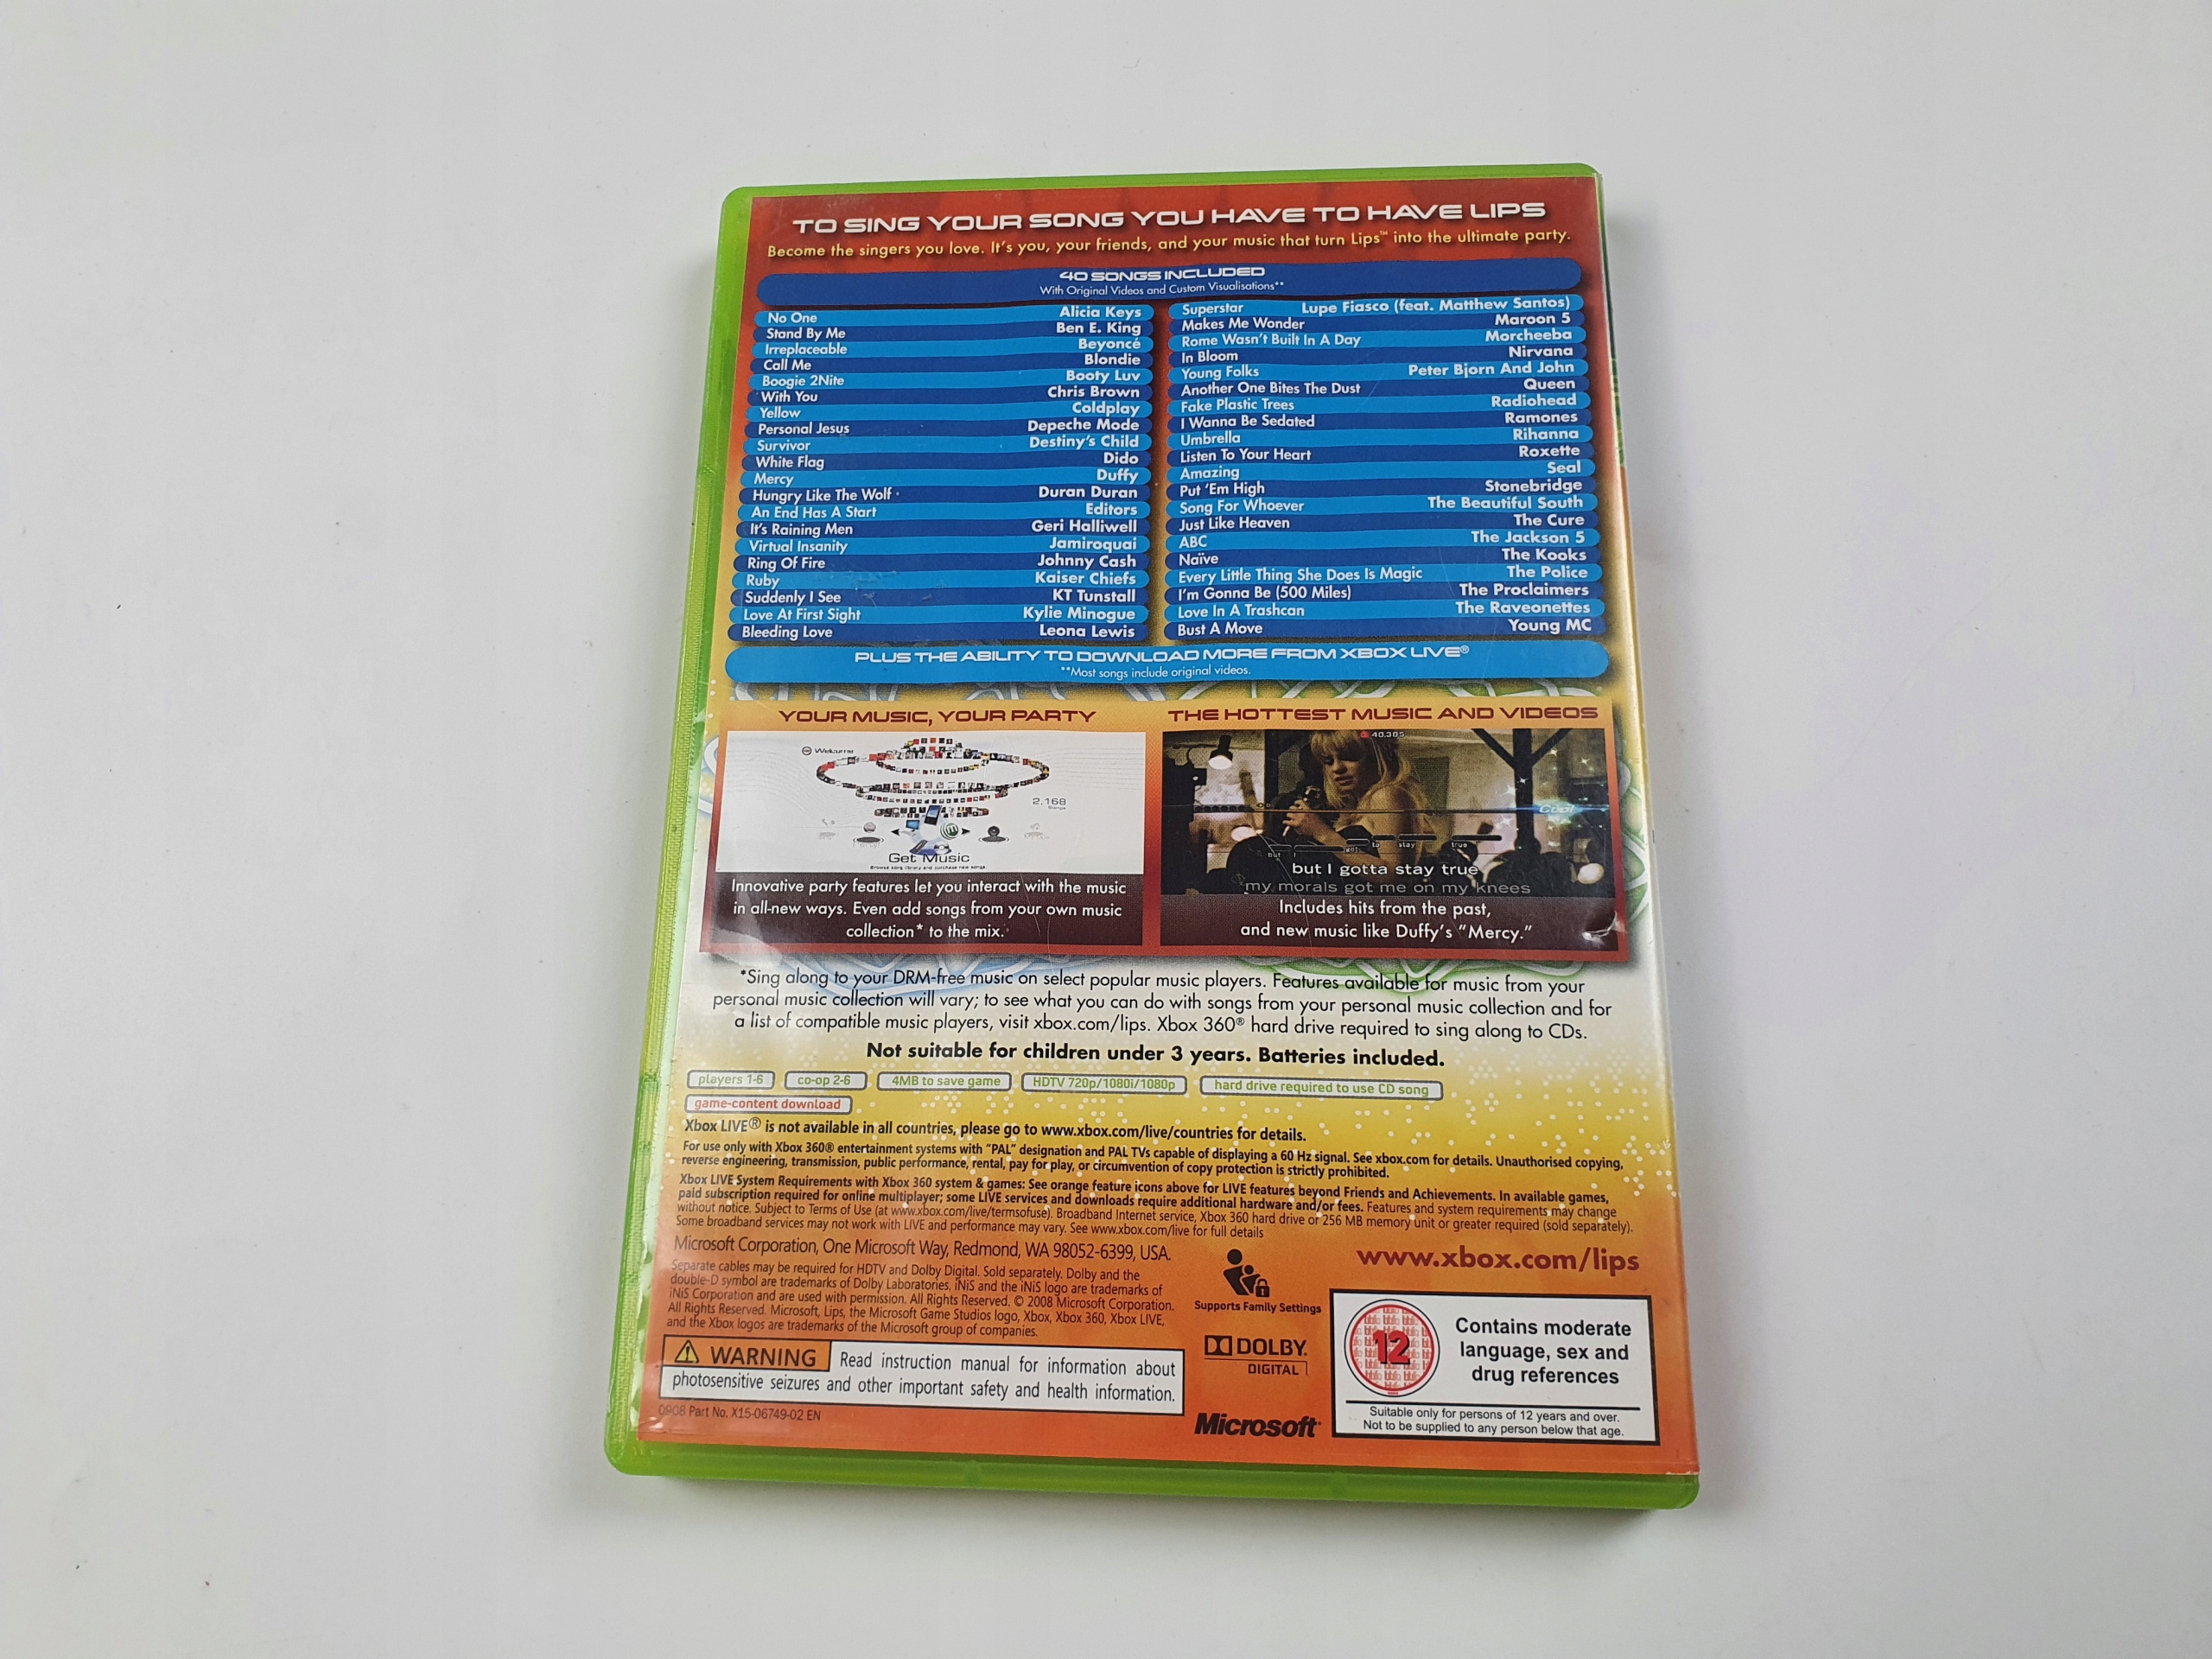 TO SING YOUR SONG YOU HAVE TO HAVE LIPS
Become the singers you love. It's you, your friends, and your music that turn Lips™ into the ultimate party.
40 SONGS INCLUDED
With Original Videos and Custom Visualisations**
No One Alicia Keys
Stand By Me Ben E. King
Irreplaceable Beyoncé
Call Me Blondie
Boogie 2Nite Booty Luv
With You Chris Brown
Yellow Coldplay
Personal Jesus Depeche Mode
Survivor Destiny's Child
White Flag Dido
Mercy Duffy
Hungry Like The Wolf Duran Duran
An End Has A Start Editors
It's Raining Men Geri Halliwell
Virtual Insanity Jamiroquai
Ring Of Fire Johnny Cash
Ruby Kaiser Chiefs
Suddenly I See KT Tunstall
Love At First Sight Kylie Minogue
Bleeding Love Leona Lewis
Superstar Lupe Fiasco (feat. Matthew Santos)
Makes Me Wonder Maroon 5
Rome Wasn't Built In A Day Morcheeba
In Bloom Nirvana
Young Folks Peter Bjorn And John
Another One Bites The Dust Queen
Fake Plastic Trees Radiohead
I Wanna Be Sedated Ramones
Umbrella Rihanna
Listen To Your Heart Roxette
Amazing Seal
Put 'Em High Stonebridge
Song For Whoever The Beautiful South
Just Like Heaven The Cure
ABC The Jackson 5
Naïve The Kooks
Every Little Thing She Does Is Magic The Police
I'm Gonna Be (500 Miles) The Proclaimers
Love In A Trashcan The Raveonettes
Bust A Move Young MC
PLUS THE ABILITY TO DOWNLOAD MORE FROM XBOX LIVE®
**Most songs include original videos.
YOUR MUSIC, YOUR PARTY
Welcome
2,168
Songs
Get Music
Browse song library and purchase new songs.
Innovative party features let you interact with the music
in all-new ways. Even add songs from your own music
collection* to the mix.
THE HOTTEST MUSIC AND VIDEOS
40,385
Cool
but I got to stay true
but I gotta stay true
my morals got me on my knees
Includes hits from the past,
and new music like Duffy's "Mercy."
*Sing along to your DRM-free music on select popular music players. Features available for music from your
personal music collection will vary; to see what you can do with songs from your personal music collection and for
a list of compatible music players, visit xbox.com/lips. Xbox 360® hard drive required to sing along to CDs.
Not suitable for children under 3 years. Batteries included.
players 1-6 co-op 2-6 4MB to save game HDTV 720p/1080i/1080p hard drive required to use CD song
game-content download
Xbox LIVE® is not available in all countries, please go to www.xbox.com/live/countries for details.
For use only with Xbox 360® entertainment systems with "PAL" designation and PAL TVs capable of displaying a 60 Hz signal. See xbox.com for details. Unauthorised copying,
reverse engineering, transmission, public performance, rental, pay for play, or circumvention of copy protection is strictly prohibited.
Xbox LIVE System Requirements with Xbox 360 system & games: See orange feature icons above for LIVE features beyond Friends and Achievements. In available games,
paid subscription required for online multiplayer; some LIVE services and downloads require additional hardware and/or fees. Features and system requirements may change
without notice. Subject to Terms of Use (at www.xbox.com/live/termsofuse). Broadband Internet service, Xbox 360 hard drive or 256 MB memory unit or greater required (sold separately).
Some broadband services may not work with LIVE and performance may vary. See www.xbox.com/live for full details
Microsoft Corporation, One Microsoft Way, Redmond, WA 98052-6399, USA.
Separate cables may be required for HDTV and Dolby Digital. Sold separately. Dolby and the
double-D symbol are trademarks of Dolby Laboratories. iNiS and the iNiS logo are trademarks of
iNiS Corporation and are used with permission. All Rights Reserved. © 2008 Microsoft Corporation.
All Rights Reserved. Microsoft, Lips, the Microsoft Game Studios logo, Xbox, Xbox 360, Xbox LIVE,
and the Xbox logos are trademarks of the Microsoft group of companies.
WARNING Read instruction manual for information about
photosensitive seizures and other important safety and health information.
0908 Part No. X15-06749-02 EN
Supports Family Settings
DOLBY
DIGITAL
Microsoft
www.xbox.com/lips
12
Contains moderate
language, sex and
drug references
Suitable only for persons of 12 years and over.
Not to be supplied to any person below that age.